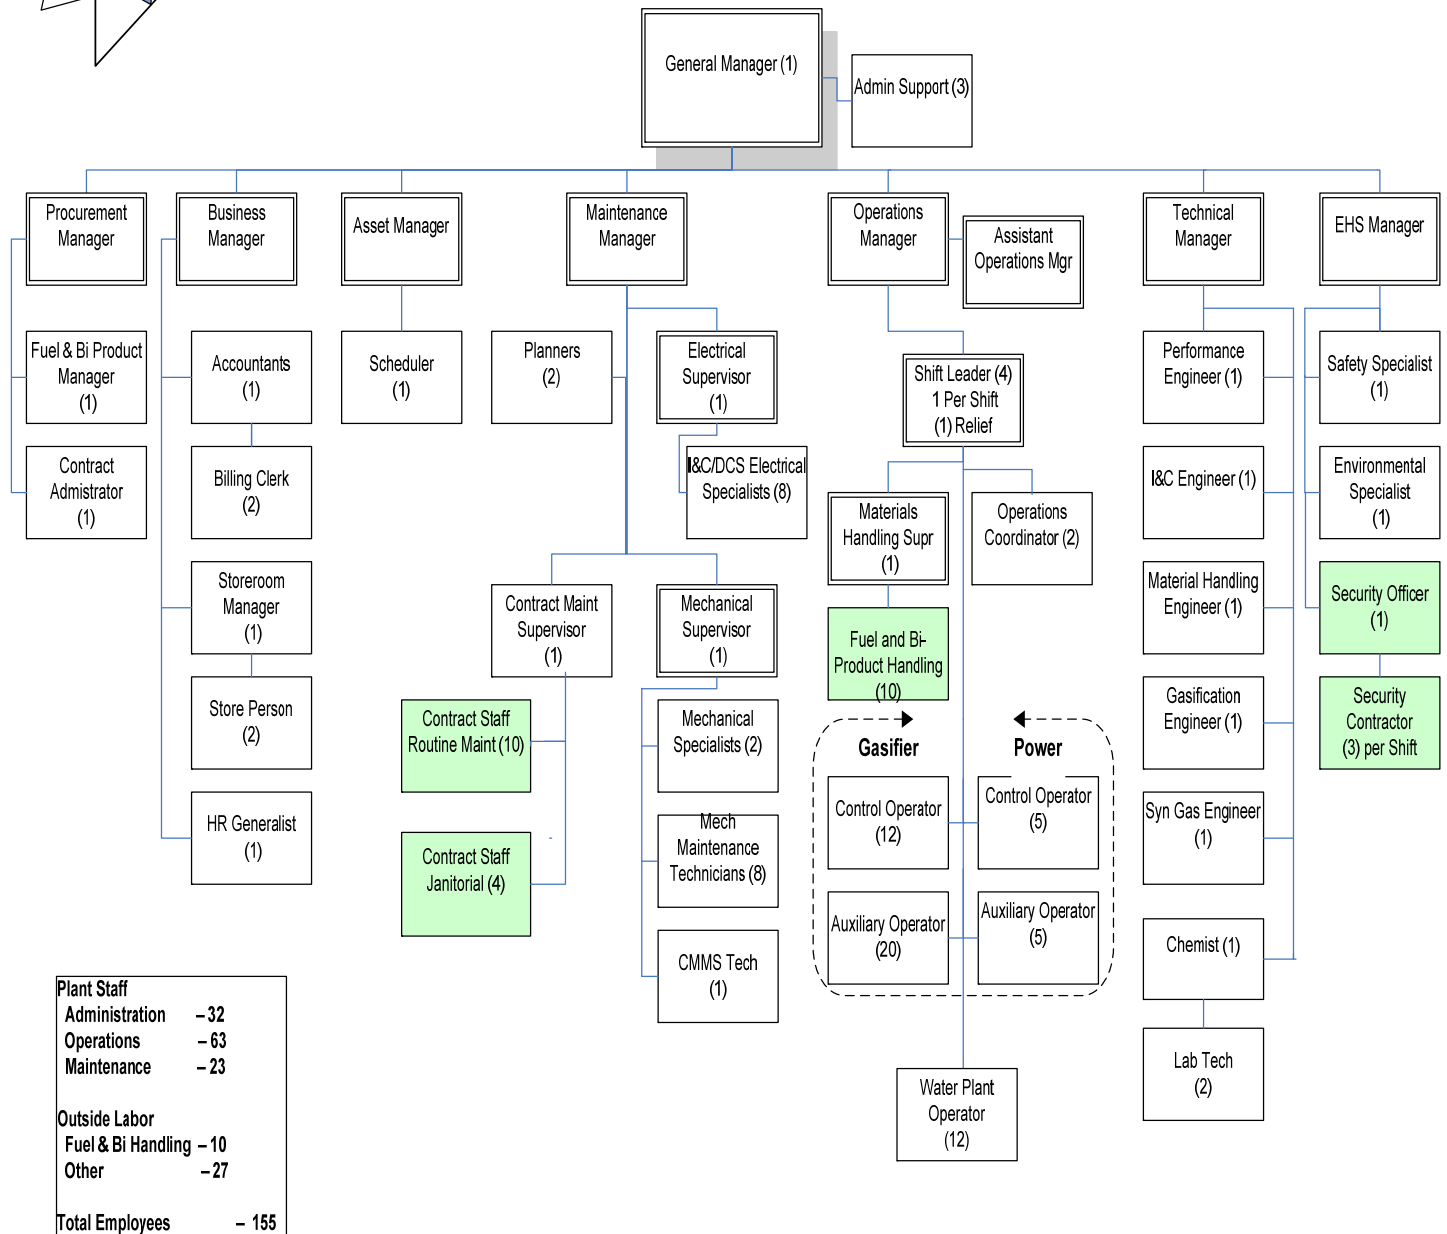 General Manager (1)
Admin Support (3)
Procurement
Manager
Business
Manager
Asset Manager
Maintenance
Manager
Operations
Manager
Assistant
Operations Mgr
Technical
Manager
EHS Manager
Fuel & Bi Product
Manager
(1)
Contract
Admistrator
(1)
Accountants
(1)
Billing Clerk
(2)
Storeroom
Manager
(1)
Store Person
(2)
HR Generalist
(1)
Scheduler
(1)
Planners
(2)
Electrical
Supervisor
(1)
I&C/DCS Electrical
Specialists (8)
Contract Maint
Supervisor
(1)
Mechanical
Supervisor
(1)
Contract Staff
Routine Maint (10)
Contract Staff
Janitorial (4)
Mechanical
Specialists (2)
Mech
Maintenance
Technicians (8)
CMMS Tech
(1)
Shift Leader (4)
1 Per Shift
(1) Relief
Materials
Handling Supr
(1)
Operations
Coordinator (2)
Fuel and Bi-
Product Handling
(10)
Gasifier
Power
Control Operator
(12)
Control Operator
(5)
Auxiliary Operator
(20)
Auxiliary Operator
(5)
Water Plant
Operator
(12)
Performance
Engineer (1)
I&C Engineer (1)
Material Handling
Engineer (1)
Gasification
Engineer (1)
Syn Gas Engineer
(1)
Chemist (1)
Lab Tech
(2)
Safety Specialist
(1)
Environmental
Specialist
(1)
Security Officer
(1)
Security
Contractor
(3) per Shift
Plant Staff
Administration – 32
Operations – 63
Maintenance – 23
Outside Labor
Fuel & Bi Handling – 10
Other – 27
Total Employees – 155